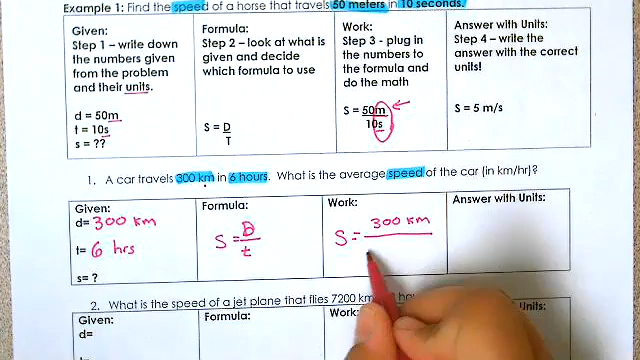 Example 1: Find the speed of a horse that travels 50 meters in 10 seconds.
Given:
Step 1 – write down
the numbers given
from the problem
and their units.
d = 50m
t = 10s
s = ??
Formula:
Step 2 – look at what is
given and decide
which formula to use
S = D
T
Work:
Step 3 - plug in
the numbers to
the formula and
do the math
S = 50m
10s
Answer with Units:
Step 4 – write the
answer with the correct
units!
S = 5 m/s
1. A car travels 300 km in 6 hours. What is the average speed of the car (in km/hr)?
Given:
d= 300 km
t= 6 hrs
s= ?
Formula:
S = D
t
Work:
S = 300 km
Answer with Units:
2. What is the speed of a jet plane that flies 7200 km
Given:
d=
Formula:
Work:
Units: